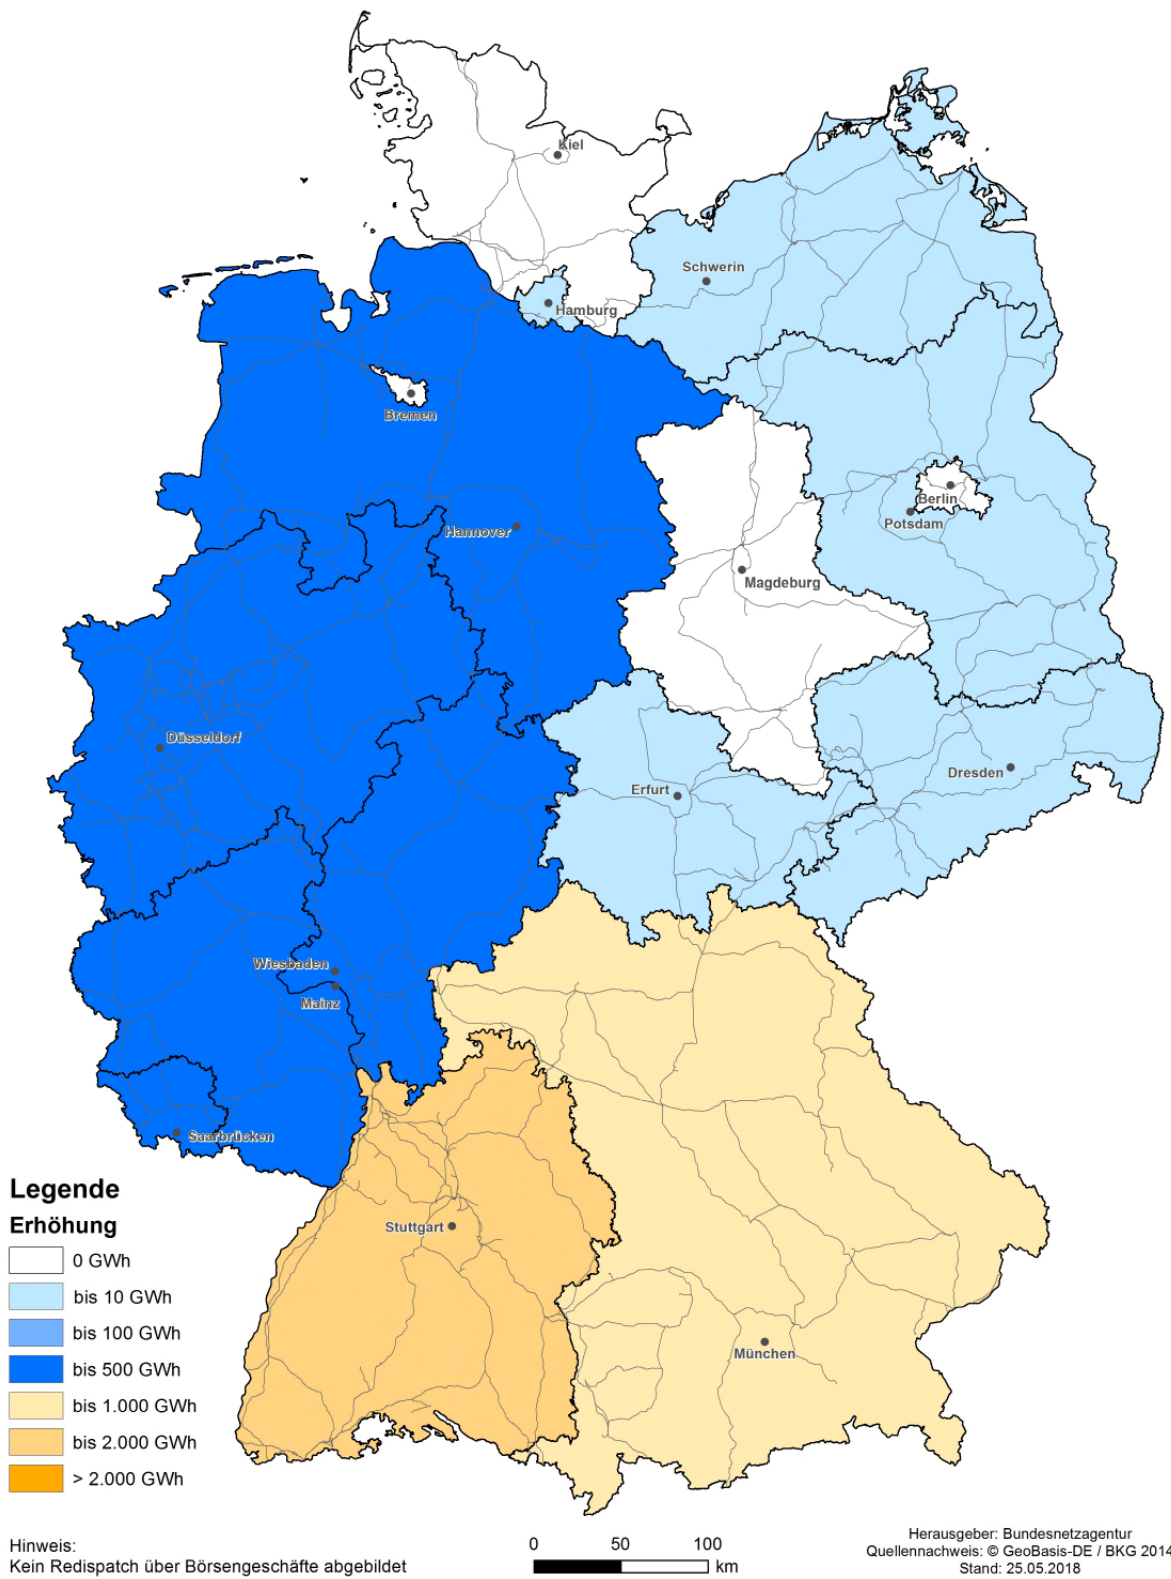 Kiel
Schwerin
Hamburg
Bremen
Berlin
Potsdam
Hannover
Magdeburg
Düsseldorf
Dresden
Erfurt
Wiesbaden
Mainz
Saarbrücken
Stuttgart
München
Legende
Erhöhung
0 GWh
bis 10 GWh
bis 100 GWh
bis 500 GWh
bis 1.000 GWh
bis 2.000 GWh
> 2.000 GWh
Hinweis:
Kein Redispatch über Börsengeschäfte abgebildet
0 50 100
km
Herausgeber: Bundesnetzagentur
Quellennachweis: © GeoBasis-DE / BKG 2014
Stand: 25.05.2018